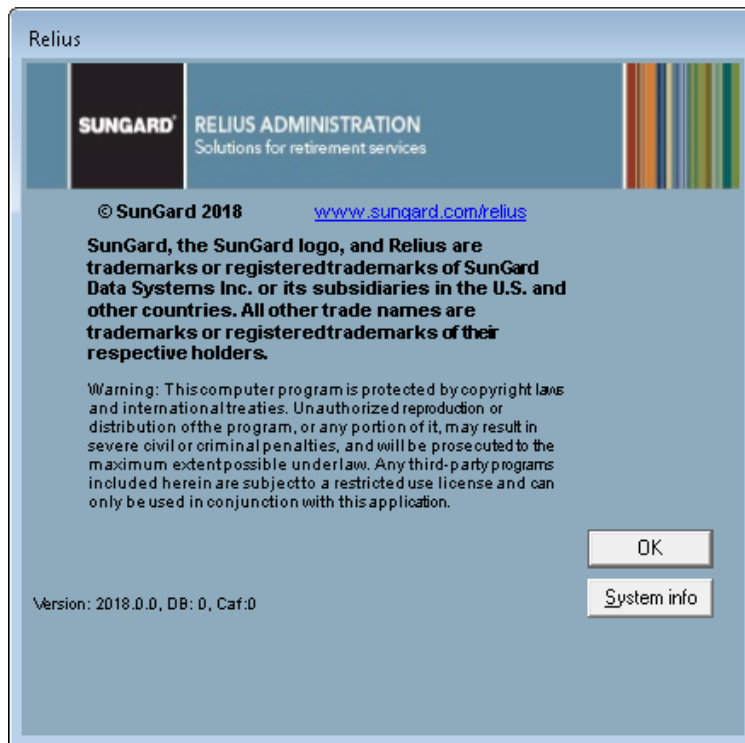 Relius
SUNGARD®
RELIUS ADMINISTRATION
Solutions for retirement services
© SunGard 2018 www.sungard.com/relius
SunGard, the SunGard logo, and Relius are
trademarks or registered trademarks of SunGard
Data Systems Inc. or its subsidiaries in the U.S. and
other countries. All other trade names are
trademarks or registered trademarks of their
respective holders.
Warning: This computer program is protected by copyright laws
and international treaties. Unauthorized reproduction or
distribution of the program, or any portion of it, may result in
severe civil or criminal penalties, and will be prosecuted to the
maximum extent possible under law. Any third-party programs
included herein are subject to a restricted use license and can
only be used in conjunction with this application.
OK
System info
Version: 2018.0.0, DB: 0, Caf:0